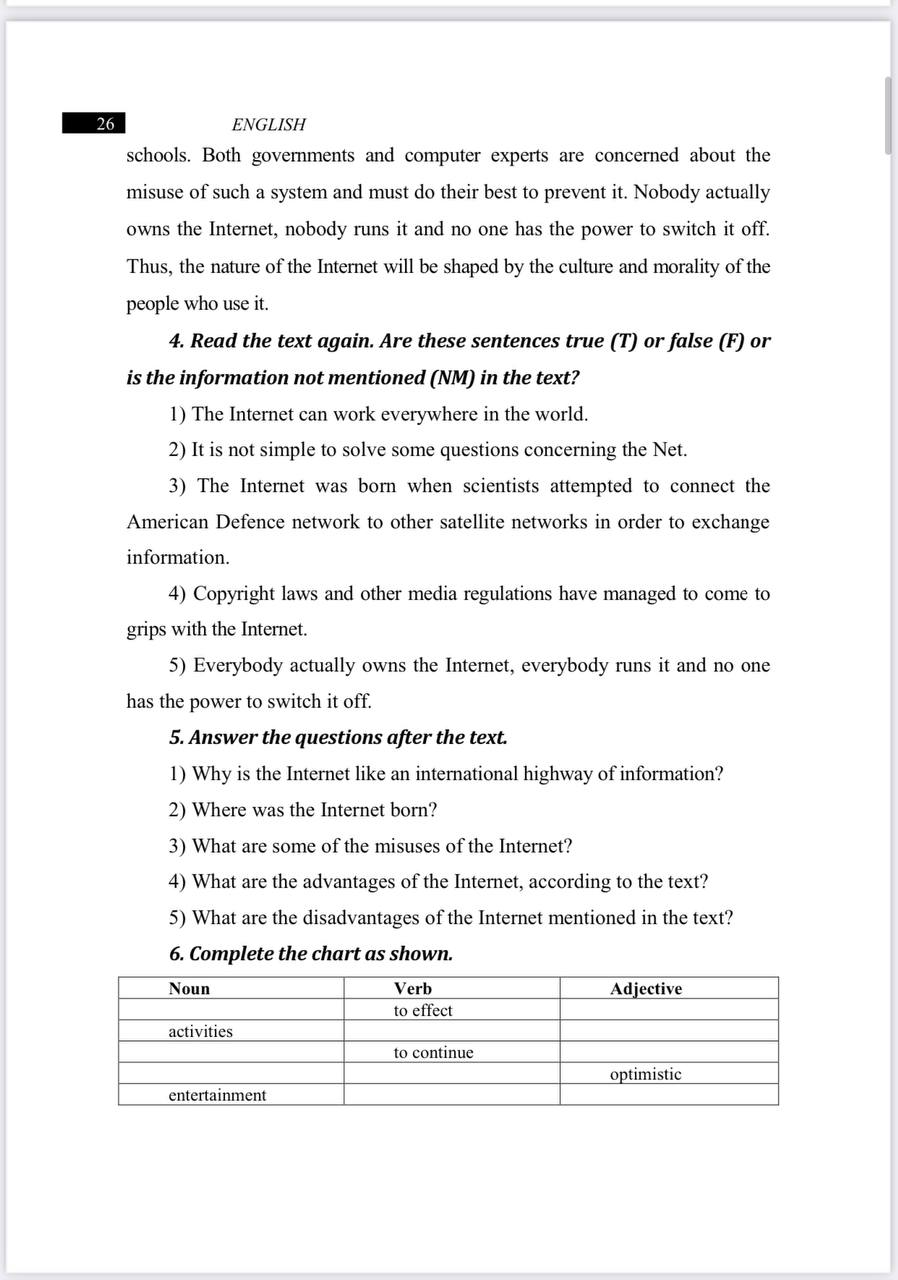 26 ENGLISH
schools. Both governments and computer experts are concerned about the
misuse of such a system and must do their best to prevent it. Nobody actually
owns the Internet, nobody runs it and no one has the power to switch it off.
Thus, the nature of the Internet will be shaped by the culture and morality of the
people who use it.
4. Read the text again. Are these sentences true (T) or false (F) or
is the information not mentioned (NM) in the text?
1) The Internet can work everywhere in the world.
2) It is not simple to solve some questions concerning the Net.
3) The Internet was born when scientists attempted to connect the
American Defence network to other satellite networks in order to exchange
information.
4) Copyright laws and other media regulations have managed to come to
grips with the Internet.
5) Everybody actually owns the Internet, everybody runs it and no one
has the power to switch it off.
5. Answer the questions after the text.
1) Why is the Internet like an international highway of information?
2) Where was the Internet born?
3) What are some of the misuses of the Internet?
4) What are the advantages of the Internet, according to the text?
5) What are the disadvantages of the Internet mentioned in the text?
6. Complete the chart as shown.
Noun Verb Adjective
to effect
activities
to continue
optimistic
entertainment